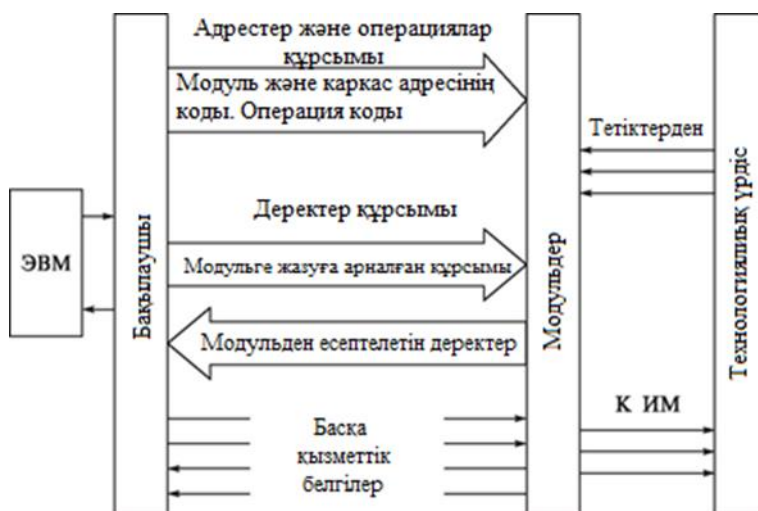 Адрестер және операциялар
құрсымы
Модуль және каркас адресінің
коды. Операция коды
Тетіктерден
Деректер құрсымы
ЭВМ
Бақылаушы
Модульге жазуға арналған құрсымы
Модульдер
Технологиялиық үрдіс
Модульден есептелетін деректер
К ИМ
Басқа
қызметтік
белгілер